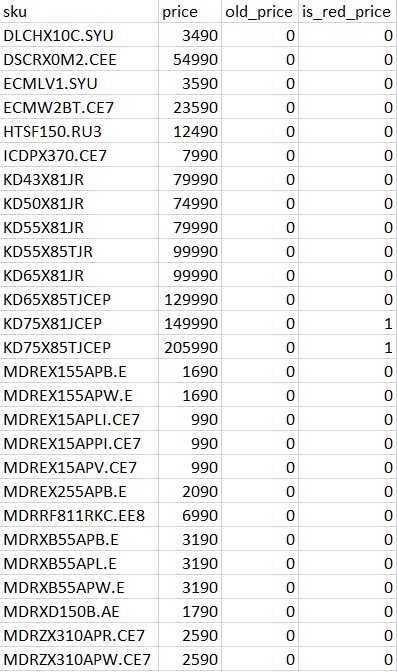 sku price old_price is_red_price
DLCHX10C.SYU 3490 0 0
DSCRX0M2.CEE 54990 0 0
ECMLV1.SYU 3590 0 0
ECMW2BT.CE7 23590 0 0
HTSF150.RU3 12490 0 0
ICDPX370.CE7 7990 0 0
KD43X81JR 79990 0 0
KD50X81JR 74990 0 0
KD55X81JR 79990 0 0
KD55X85TJR 99990 0 0
KD65X81JR 99990 0 0
KD65X85TJCEP 129990 0 0
KD75X81JCEP 149990 0 1
KD75X85TJCEP 205990 0 1
MDREX155APB.E 1690 0 0
MDREX155APW.E 1690 0 0
MDREX15APLI.CE7 990 0 0
MDREX15APPI.CE7 990 0 0
MDREX15APV.CE7 990 0 0
MDREX255APB.E 2090 0 0
MDRRF811RKC.EE8 6990 0 0
MDRXB55APB.E 3190 0 0
MDRXB55APL.E 3190 0 0
MDRXB55APW.E 3190 0 0
MDRXD150B.AE 1790 0 0
MDRZX310APR.CE7 2590 0 0
MDRZX310APW.CE7 2590 0 0